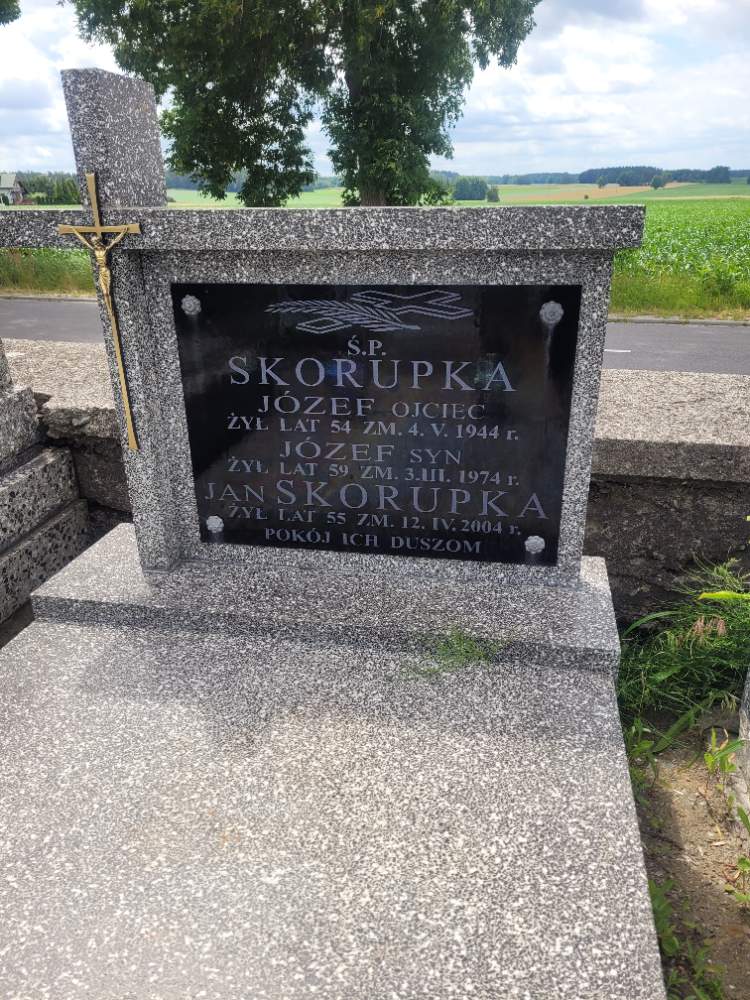 Ś.P.
SKORUPKA
JÓZEF OJCIEC
ŻYŁ LAT 54 ZM. 4.V. 1944 r.
JÓZEF SYN
ŻYŁ LAT 59 ZM. 3.III. 1974 r.
JAN SKORUPKA
ŻYŁ LAT 55 ZM. 12.IV. 2004 r.
POKÓJ ICH DUSZOM